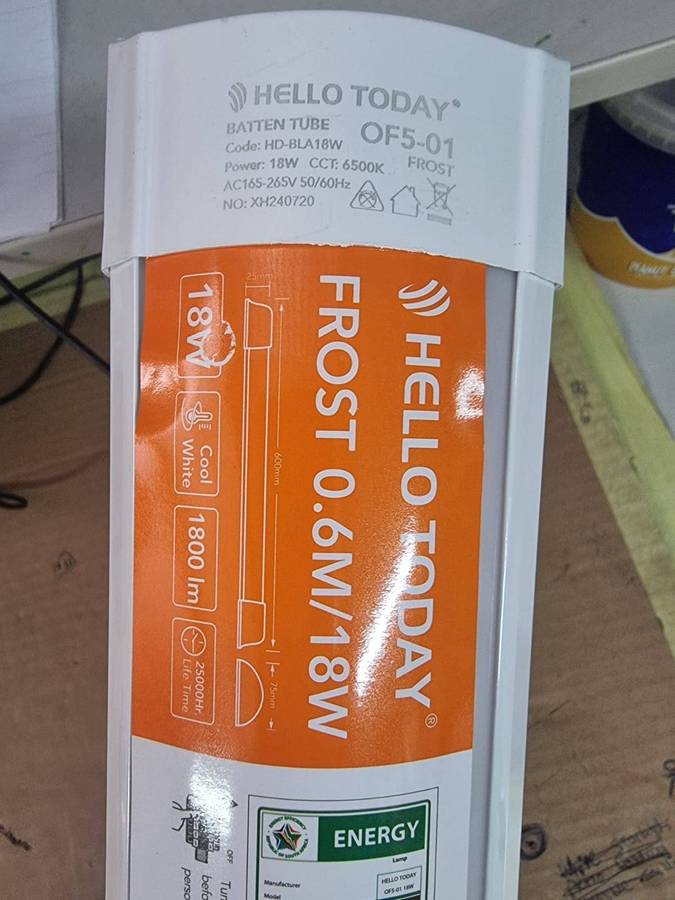 HELLO TODAY®
BATTEN TUBE OF5-01
Code: HD-BLA18W
Power: 18W CCT: 6500K FROST
AC165-265V 50/60Hz
NO: XH240720
HELLO TODAY®
FROST 0.6M/18W
25mm
600mm
75mm
18W
Cool
White
1800 lm
25000Hr.
Life Time
OFF
ENERGY
Lamp
Manufacturer
HELLO TODAY
Model
OF5-01 18W
PEANUT